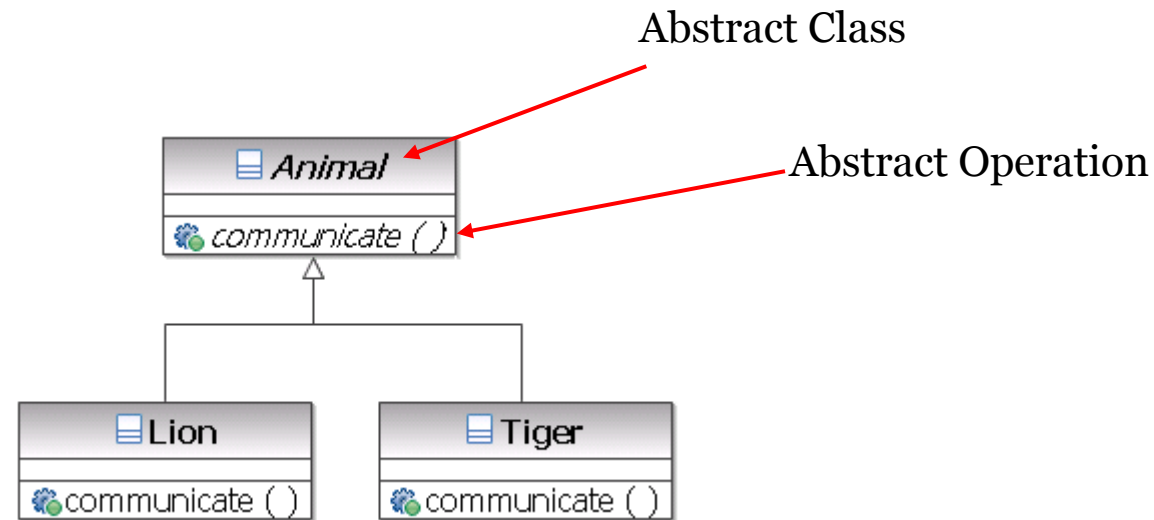 Abstract Class
Animal
Abstract Operation
communicate ( )
Lion
Tiger
communicate ( )
communicate ( )